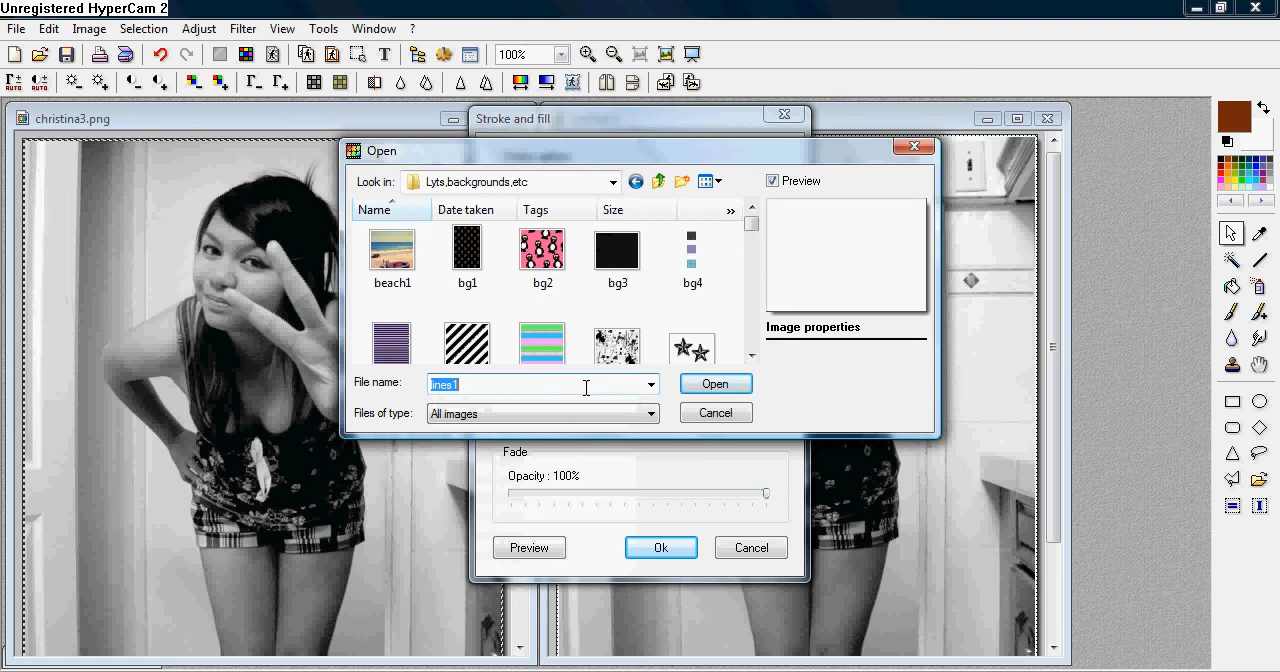 Unregistered HyperCam 2
File Edit Image Selection Adjust Filter View Tools Window ?
100%
AUTO AUTO
christina3.png
Stroke and fill
Open
Look in: Lyts,backgrounds,etc
Preview
Name Date taken Tags Size »
beach1 bg1 bg2 bg3 bg4
Image properties
File name: lines1 Open
Files of type: All images Cancel
Fade
Opacity : 100%
Preview Ok Cancel